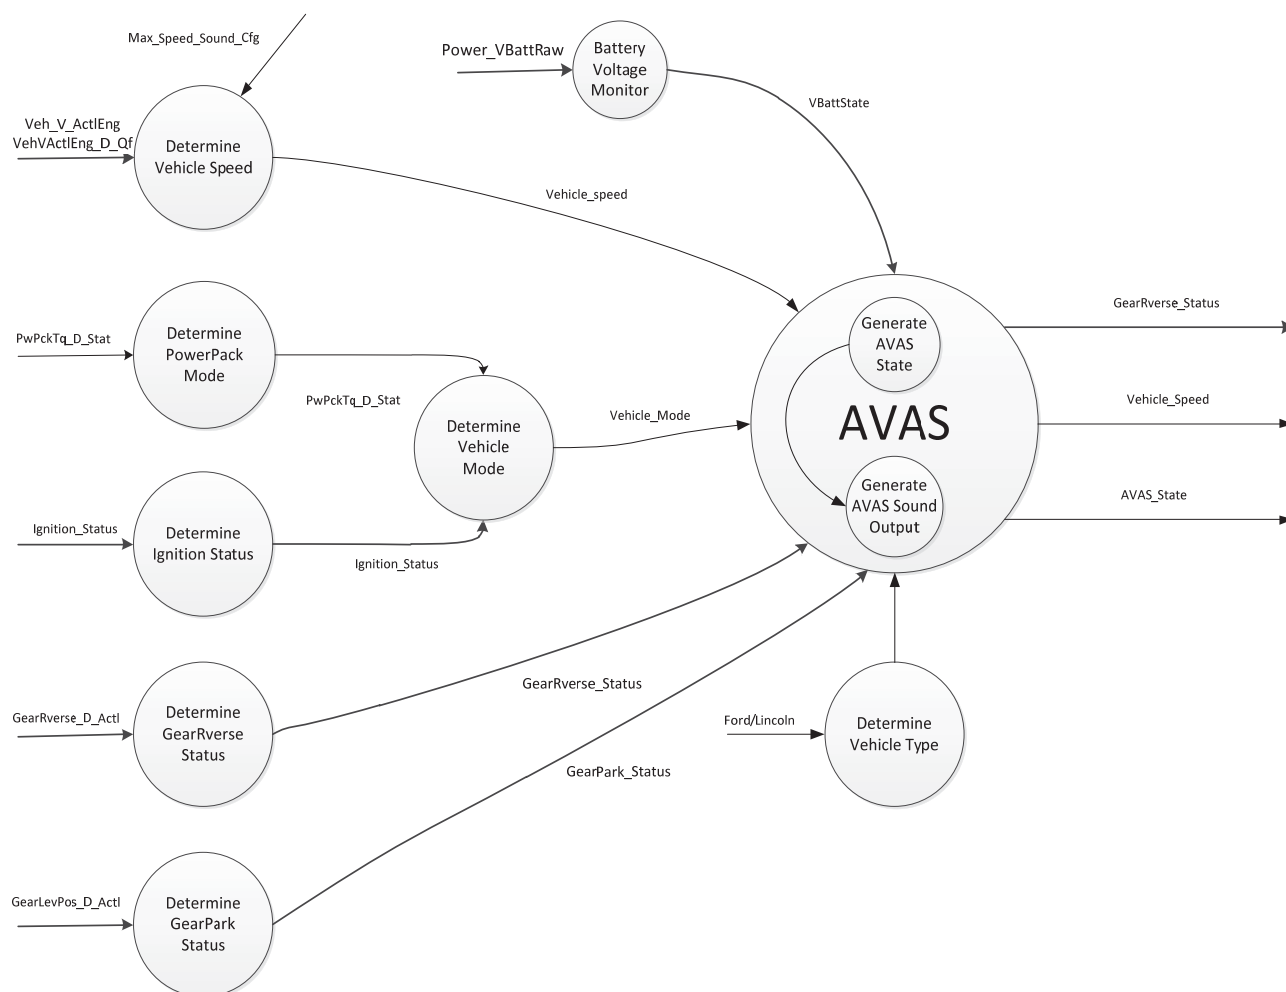 Max_Speed_Sound_Cfg
Power_VBattRaw
Battery
Voltage
Monitor
VBattState
Veh_V_ActlEng
VehVActlEng_D_Qf
Determine
Vehicle Speed
Vehicle_speed
PwPckTq_D_Stat
Determine
PowerPack
Mode
PwPckTq_D_Stat
Determine
Vehicle
Mode
Vehicle_Mode
Ignition_Status
Determine
Ignition Status
Ignition_Status
Generate
AVAS
State
AVAS
Generate
AVAS Sound
Output
GearRverse_Status
Vehicle_Speed
AVAS_State
GearRverse_D_Actl
Determine
GearRverse
Status
GearRverse_Status
Ford/Lincoln
Determine
Vehicle Type
GearPark_Status
GearLevPos_D_Actl
Determine
GearPark
Status